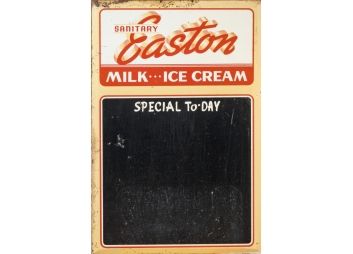 SANITARY
Easton
MILK···ICE CREAM
SPECIAL TO-DAY